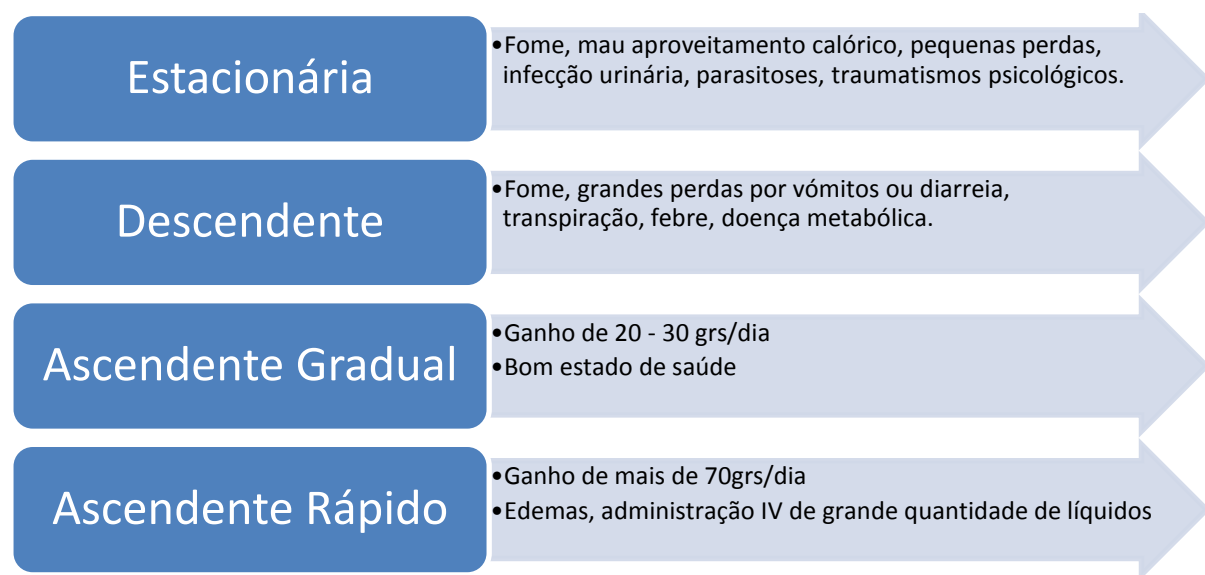 Estacionária
•Fome, mau aproveitamento calórico, pequenas perdas,
infecção urinária, parasitoses, traumatismos psicológicos.
Descendente
•Fome, grandes perdas por vómitos ou diarreia,
transpiração, febre, doença metabólica.
Ascendente Gradual
•Ganho de 20 - 30 grs/dia
•Bom estado de saúde
Ascendente Rápido
•Ganho de mais de 70grs/dia
•Edemas, administração IV de grande quantidade de líquidos